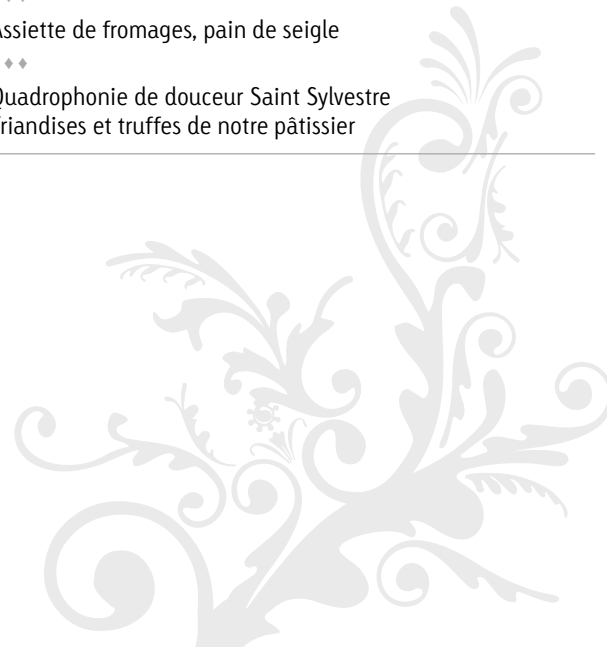 Assiette de fromages, pain de seigle
Quadrophonie de douceur Saint Sylvestre
Friandises et truffes de notre pâtissier